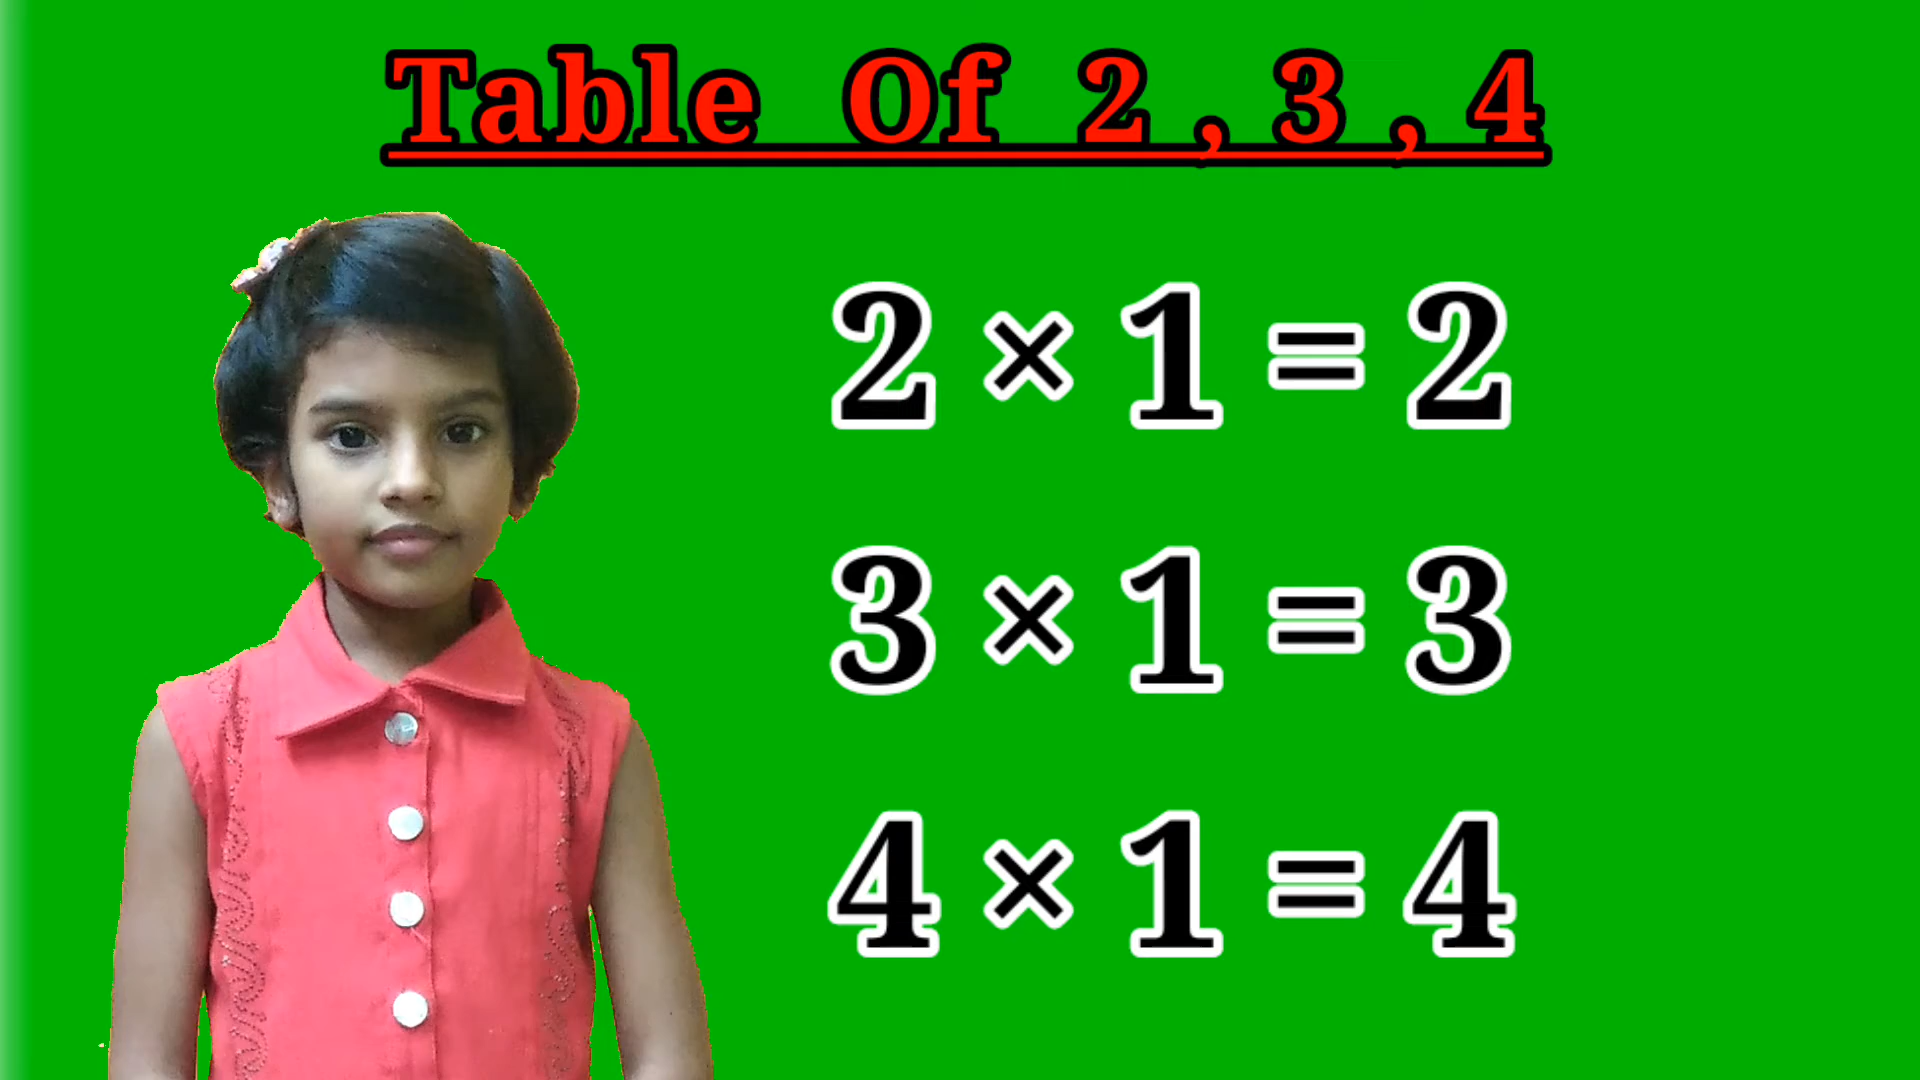 Table Of 2 , 3 , 4
2 × 1 = 2
3 × 1 = 3
4 × 1 = 4